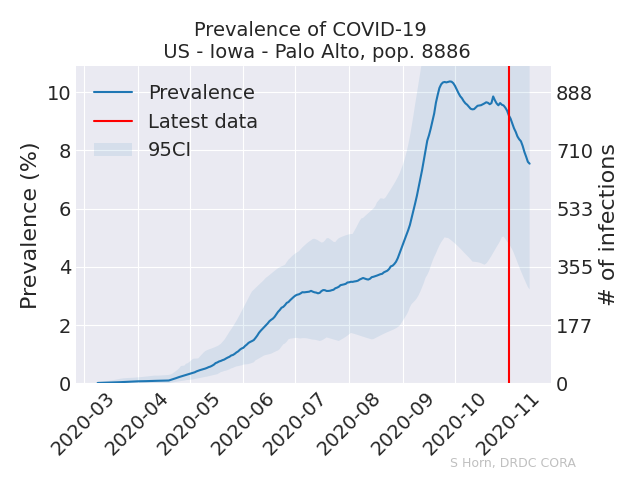 Prevalence of COVID-19
US - Iowa - Palo Alto, pop. 8886
Prevalence
Latest data
95CI
Prevalence (%)
10
8
6
4
2
0
888
710
533
355
177
0
# of infections
2020-03
2020-04
2020-05
2020-06
2020-07
2020-08
2020-09
2020-10
2020-11
S Horn, DRDC CORA